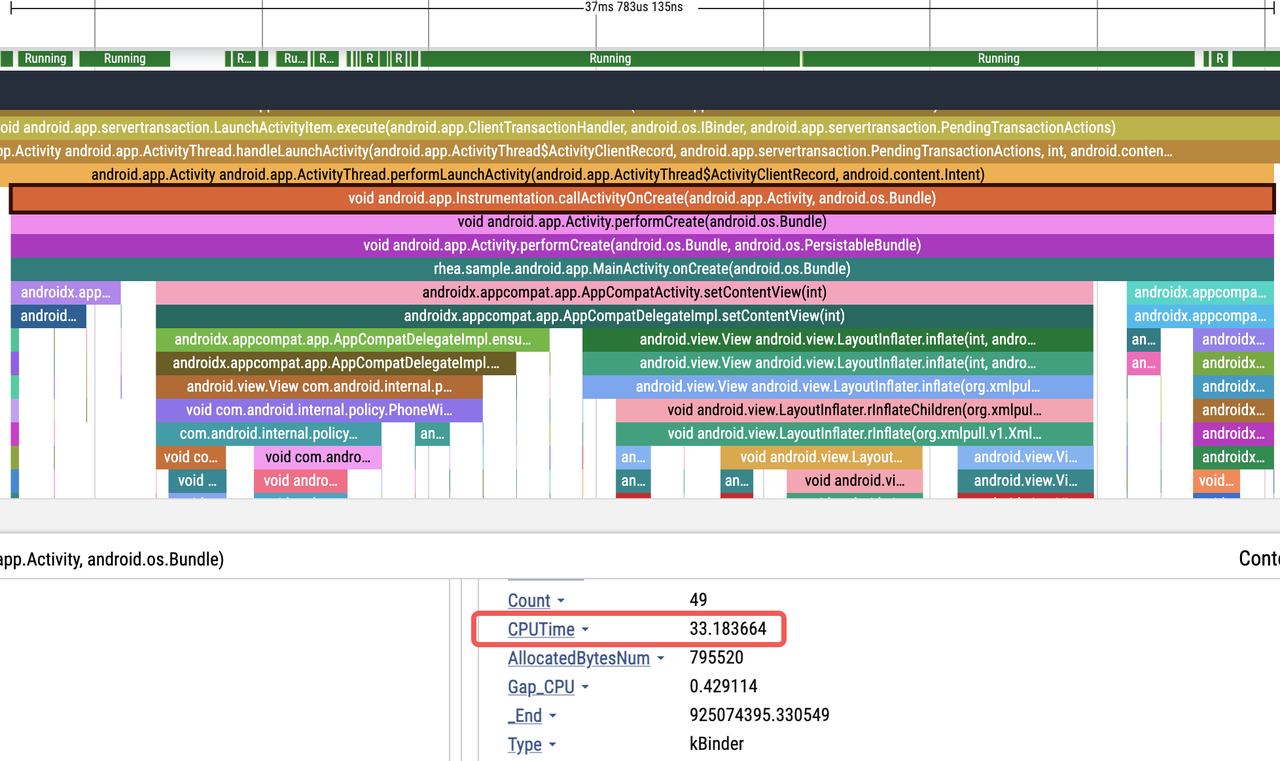 37ms 783us 135ns
Running Running R... Ru... R... R R Running Running R
oid android.app.servertransaction.LaunchActivityItem.execute(android.app.ClientTransactionHandler, android.os.IBinder, android.app.servertransaction.PendingTransactionActions)
pp.Activity android.app.ActivityThread.handleLaunchActivity(android.app.ActivityThread$ActivityClientRecord, android.app.servertransaction.PendingTransactionActions, int, android.conten...
android.app.Activity android.app.ActivityThread.performLaunchActivity(android.app.ActivityThread$ActivityClientRecord, android.content.Intent)
void android.app.Instrumentation.callActivityOnCreate(android.app.Activity, android.os.Bundle)
void android.app.Activity.performCreate(android.os.Bundle)
void android.app.Activity.performCreate(android.os.Bundle, android.os.PersistableBundle)
rhea.sample.android.app.MainActivity.onCreate(android.os.Bundle)
androidx.app... androidx.appcompat.app.AppCompatActivity.setContentView(int) androidx.appcompa...
android... androidx.appcompat.app.AppCompatDelegateImpl.setContentView(int) androidx.appcompa...
androidx.appcompat.app.AppCompatDelegateImpl.ensu... android.view.View android.view.LayoutInflater.inflate(int, andro... an... androidx...
androidx.appcompat.app.AppCompatDelegateImpl.... android.view.View android.view.LayoutInflater.inflate(int, andro... an... androidx...
android.view.View com.android.internal.p... android.view.View android.view.LayoutInflater.inflate(org.xmlpul... androidx...
void com.android.internal.policy.PhoneWi... void android.view.LayoutInflater.rInflateChildren(org.xmlpul... androidx...
com.android.internal.policy... an... void android.view.LayoutInflater.rInflate(org.xmlpull.v1.Xml... androidx...
void co... void com.andro... an... void android.view.Layout... android.view.Vi... androidx...
void ... void andro... an... an... void android.vi... android.view.Vi... void...
app.Activity, android.os.Bundle) Conte
Count 49
CPUTime 33.183664
AllocatedBytesNum 795520
Gap_CPU 0.429114
_End 925074395.330549
Type kBinder